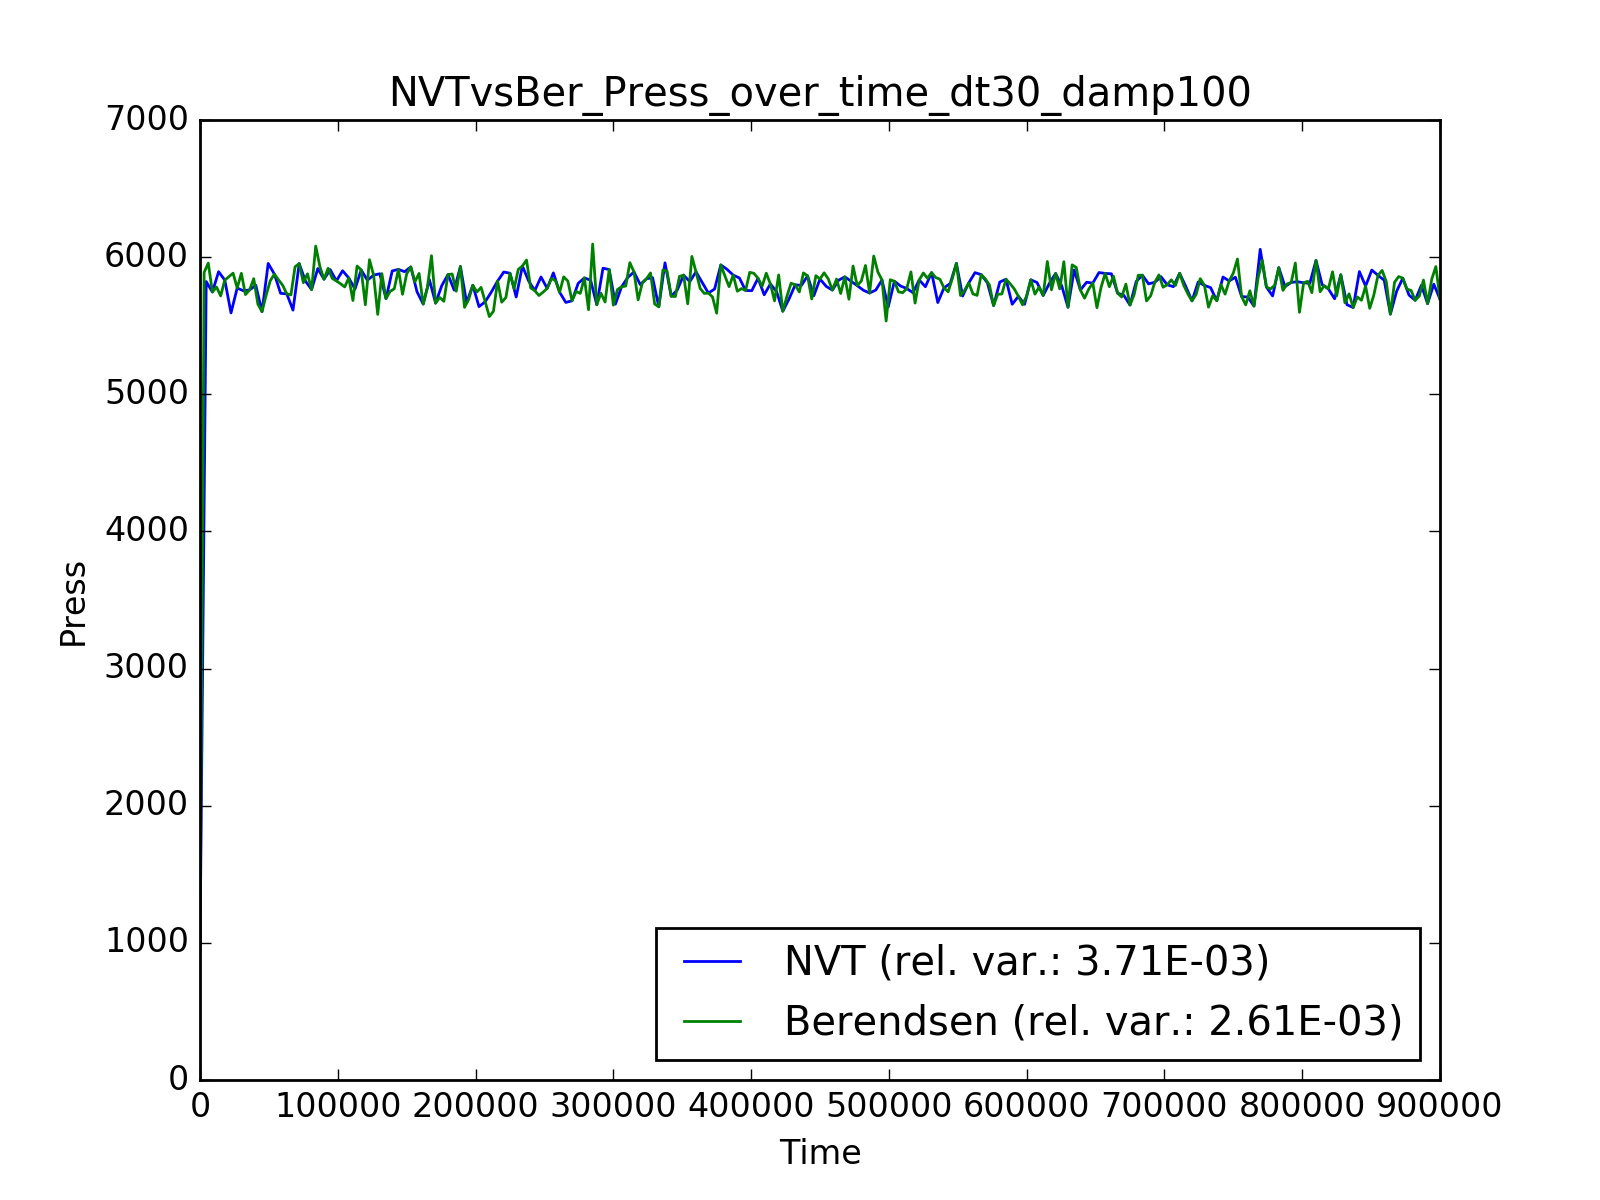 NVTvsBer_Press_over_time_dt30_damp100
7000
6000
5000
4000
3000
2000
1000
0
Press
NVT (rel. var.: 3.71E-03)
Berendsen (rel. var.: 2.61E-03)
0 100000 200000 300000 400000 500000 600000 700000 800000 900000
Time